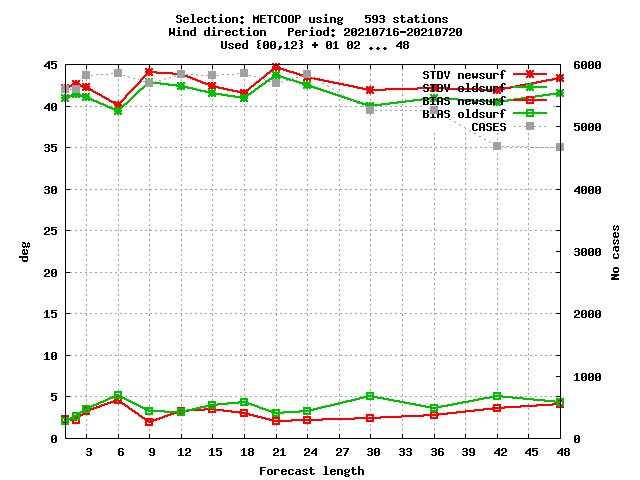 Selection: METCOOP using   593 stations
Wind direction   Period: 20210716-20210720
Used {00,12} + 01 02 ... 48
45
40
35
30
25
20
15
10
5
0
6000
5000
4000
3000
2000
1000
0
deg
No cases
STDV newsurf
STDV oldsurf
BIAS newsurf
BIAS oldsurf
CASES
3 6 9 12 15 18 21 24 27 30 33 36 39 42 45 48
Forecast length